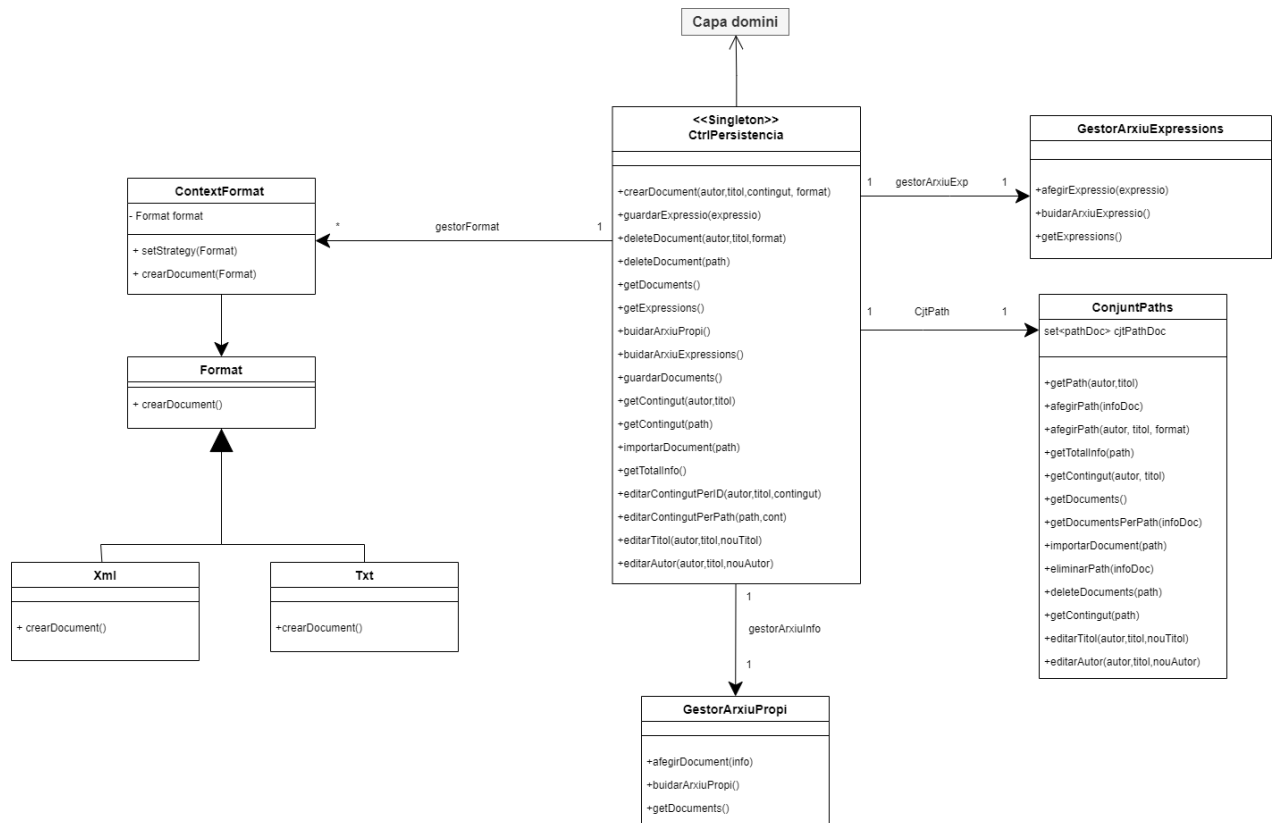 Capa domini
<<Singleton>>
CtrlPersistencia
+crearDocument(autor,titol,contingut, format)
+guardarExpressio(expressio)
+deleteDocument(autor,titol,format)
+deleteDocument(path)
+getDocuments()
+getExpressions()
+buidarArxiuPropi()
+buidarArxiuExpressions()
+guardarDocuments()
+getContingut(autor,titol)
+getContingut(path)
+importarDocument(path)
+getTotalInfo()
+editarContingutPerID(autor,titol,contingut)
+editarContingutPerPath(path,cont)
+editarTitol(autor,titol,nouTitol)
+editarAutor(autor,titol,nouAutor)
1 gestorArxiuExp 1
GestorArxiuExpressions
+afegirExpressio(expressio)
+buidarArxiuExpressio()
+getExpressions()
* gestorFormat 1
ContextFormat
- Format format
+ setStrategy(Format)
+ crearDocument(Format)
Format
+ crearDocument()
Xml
+ crearDocument()
Txt
+crearDocument()
1 CjtPath 1
ConjuntPaths
set<pathDoc> cjtPathDoc
+getPath(autor,titol)
+afegirPath(infoDoc)
+afegirPath(autor, titol, format)
+getTotalInfo(path)
+getContingut(autor, titol)
+getDocuments()
+getDocumentsPerPath(infoDoc)
+importarDocument(path)
+eliminarPath(infoDoc)
+deleteDocuments(path)
+getContingut(path)
+editarTitol(autor,titol,nouTitol)
+editarAutor(autor,titol,nouAutor)
1
gestorArxiuInfo
1
GestorArxiuPropi
+afegirDocument(info)
+buidarArxiuPropi()
+getDocuments()